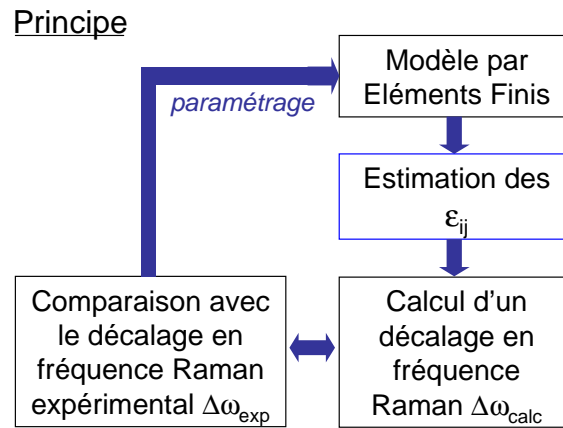 Principe
Modèle par
Eléments Finis
paramétrage
Estimation des
εij
Calcul d'un
décalage en
fréquence
Raman Δωcalc
Comparaison avec
le décalage en
fréquence Raman
expérimental Δωexp